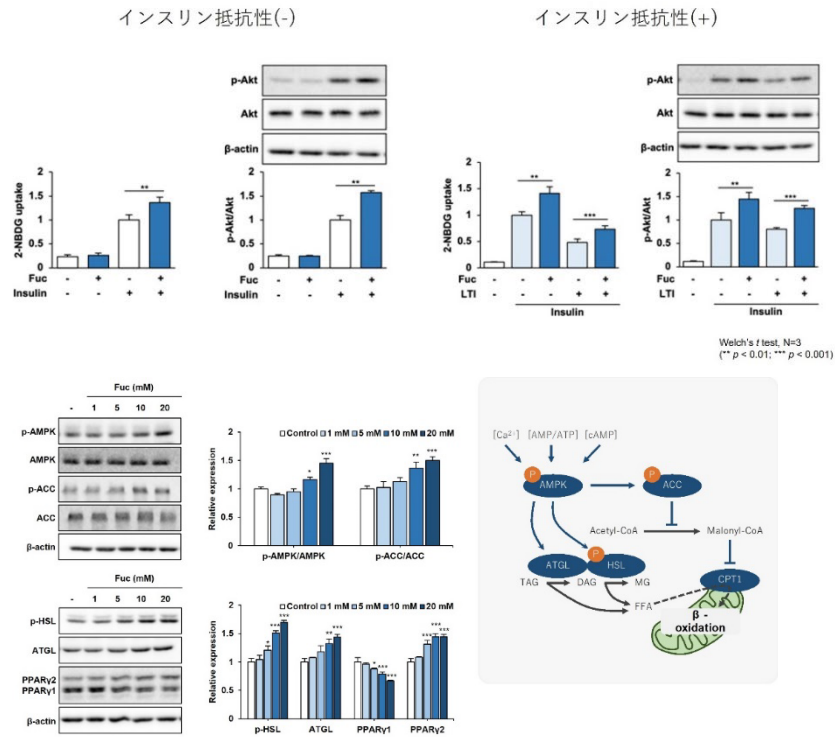 インスリン抵抗性(-)
インスリン抵抗性(+)
p-Akt
Akt
β-actin
2-NBDG uptake
2
1.5
1
0.5
0
Fuc - + - +
Insulin - - + +
p-Akt/Akt
2
1.5
1
0.5
0
Fuc - + - +
Insulin - - + +
**
**
p-Akt
Akt
β-actin
2-NBDG uptake
2
1.5
1
0.5
0
** ***
Fuc - - + - +
LTI - - - + +
Insulin
p-Akt/Akt
2
1.5
1
0.5
0
** ***
Fuc - - + - +
LTI - - - + +
Insulin
Welch's t test, N=3
(** p < 0.01; *** p < 0.001)
Fuc (mM)
- 1 5 10 20
p-AMPK
AMPK
p-ACC
ACC
β-actin
Control 1 mM 5 mM 10 mM 20 mM
Relative expression
2
1.5
1
0.5
0
* *** ** ***
p-AMPK/AMPK p-ACC/ACC
[Ca²⁺] [AMP/ATP] [cAMP]
P P
AMPK ACC
Acetyl-CoA Malonyl-CoA
P
ATGL HSL CPT1
TAG DAG MG
FFA
β-
oxidation
Fuc (mM)
- 1 5 10 20
p-HSL
ATGL
PPARγ2
PPARγ1
β-actin
Control 1 mM 5 mM 10 mM 20 mM
Relative expression
2
1.5
1
0.5
0
* *** *** ** *** * *** *** *** *** ***
p-HSL ATGL PPARγ1 PPARγ2